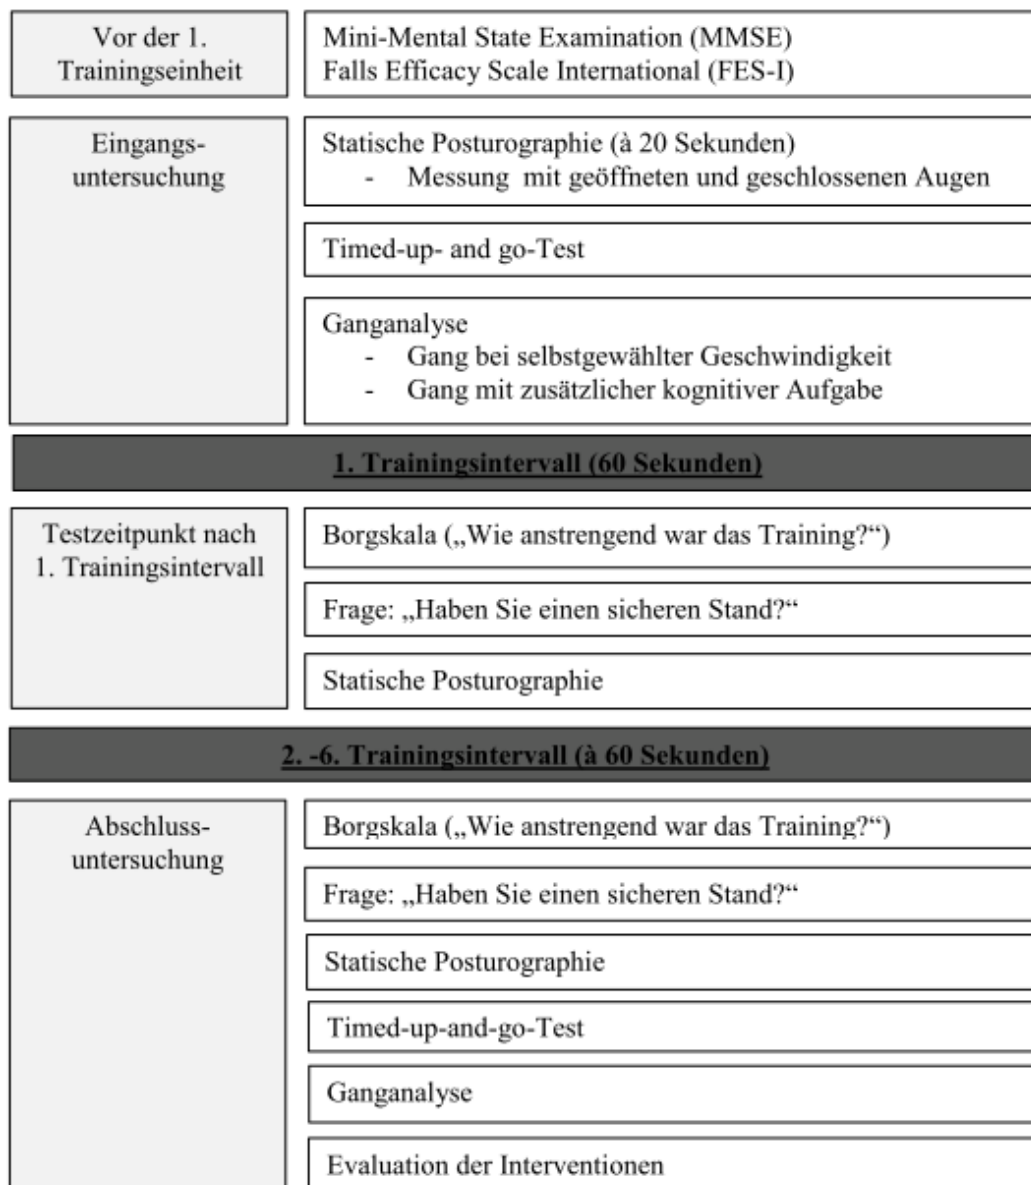 Vor der 1.
Trainingseinheit
Mini-Mental State Examination (MMSE)
Falls Efficacy Scale International (FES-I)
Eingangs-
untersuchung
Statische Posturographie (à 20 Sekunden)
- Messung mit geöffneten und geschlossenen Augen
Timed-up- and go-Test
Ganganalyse
- Gang bei selbstgewählter Geschwindigkeit
- Gang mit zusätzlicher kognitiver Aufgabe
1. Trainingsintervall (60 Sekunden)
Testzeitpunkt nach
1. Trainingsintervall
Borgskala („Wie anstrengend war das Training?“)
Frage: „Haben Sie einen sicheren Stand?“
Statische Posturographie
2. -6. Trainingsintervall (à 60 Sekunden)
Abschluss-
untersuchung
Borgskala („Wie anstrengend war das Training?“)
Frage: „Haben Sie einen sicheren Stand?“
Statische Posturographie
Timed-up-and-go-Test
Ganganalyse
Evaluation der Interventionen